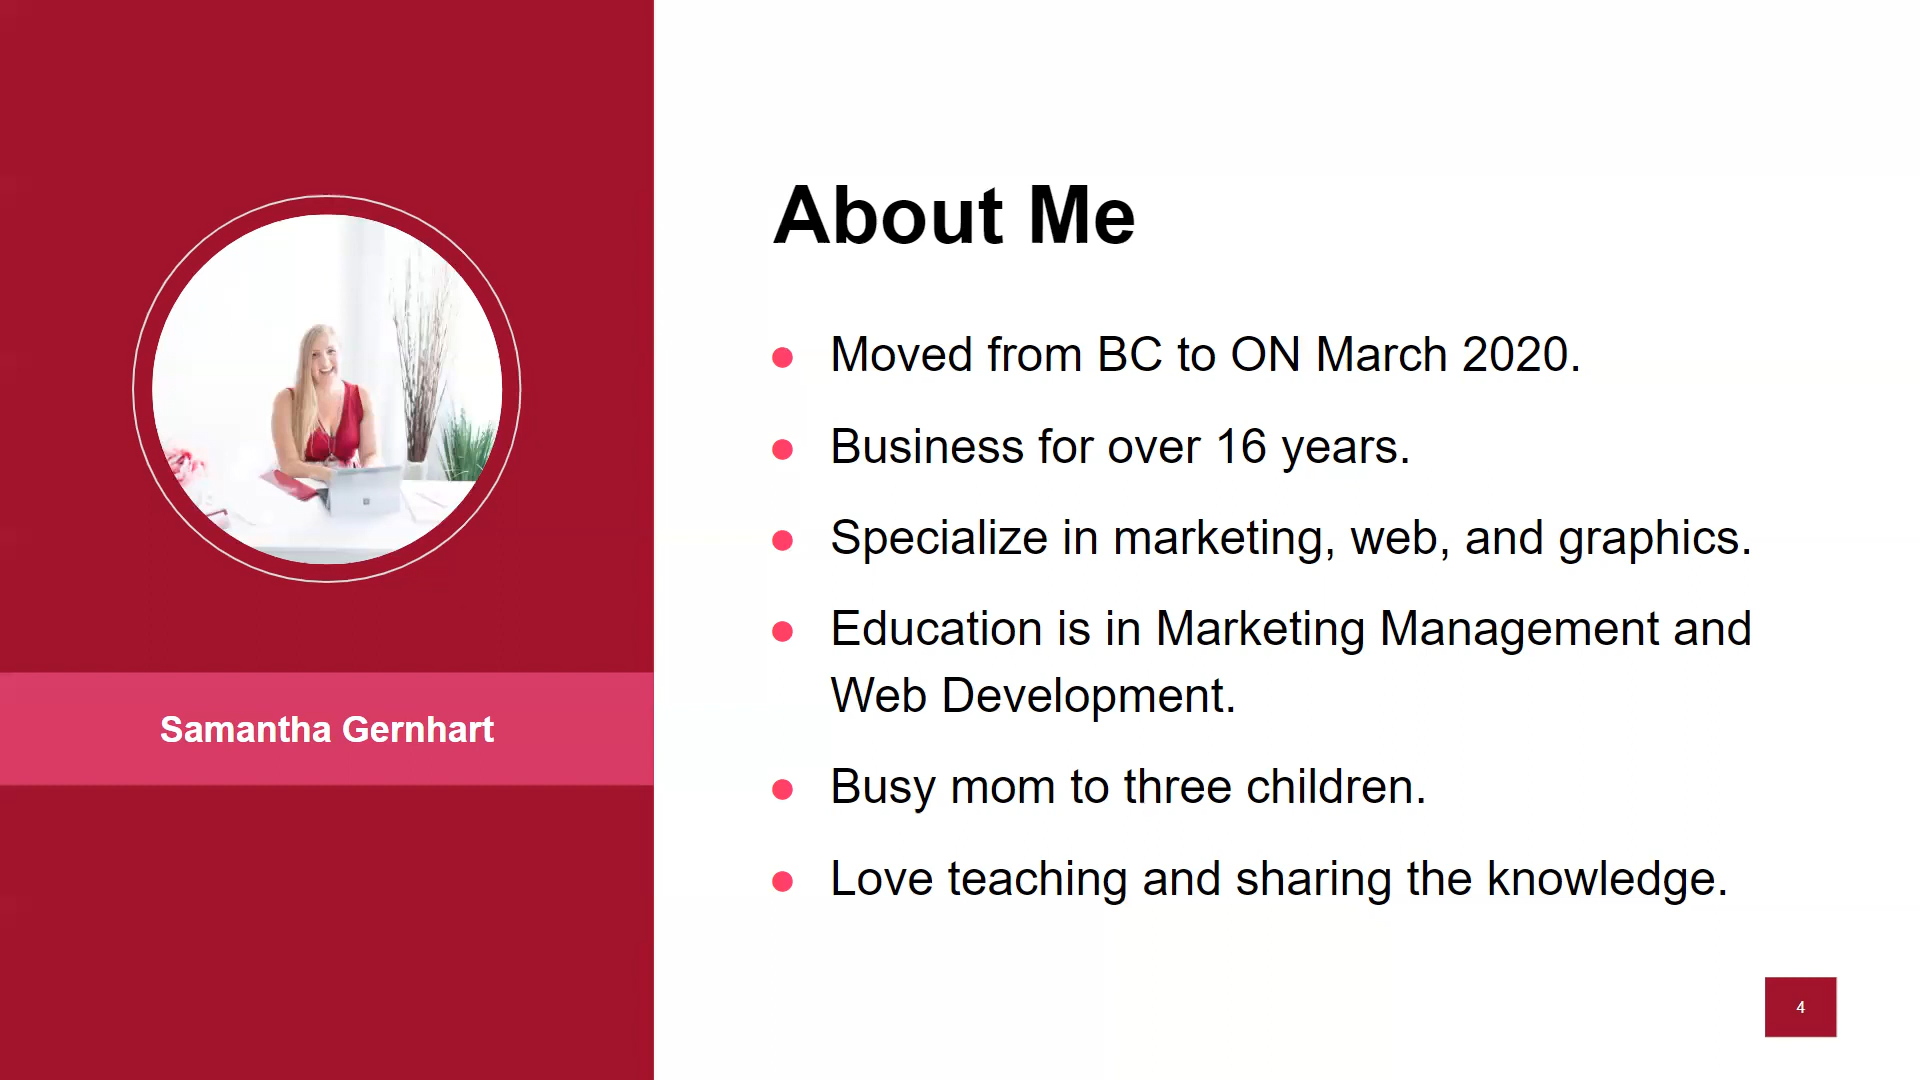 About Me
Moved from BC to ON March 2020.
Business for over 16 years.
Specialize in marketing, web, and graphics.
Education is in Marketing Management and
Web Development.
Busy mom to three children.
Love teaching and sharing the knowledge.
Samantha Gernhart
4